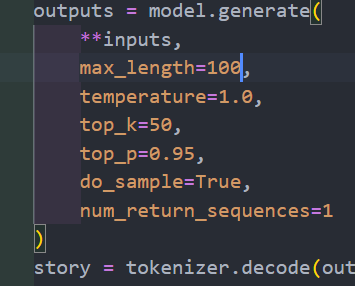 outputs = model.generate(
    **inputs,
    max_length=100,
    temperature=1.0,
    top_k=50,
    top_p=0.95,
    do_sample=True,
    num_return_sequences=1
)
story = tokenizer.decode(out